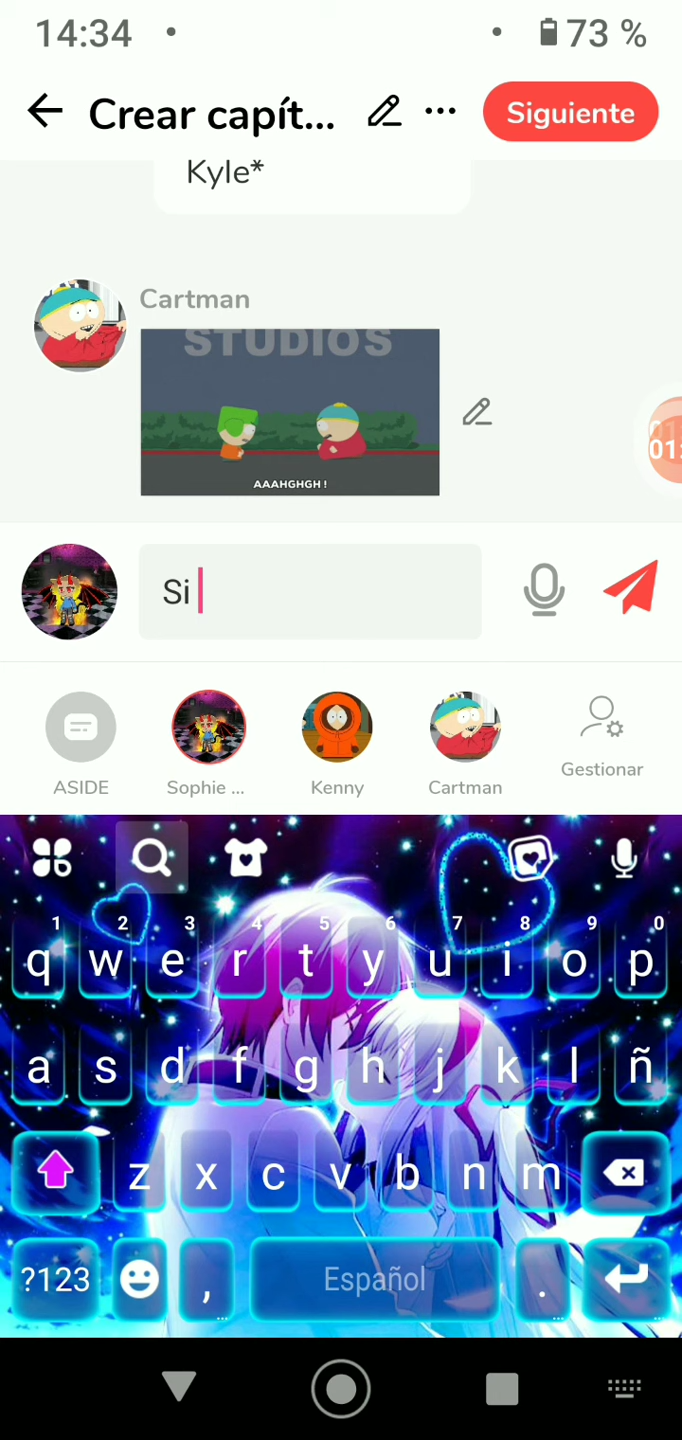 14:34 73 %
Crear capít... Siguiente
Kyle*
Cartman
STUDIOS
AAAHGHGH !
Si
ASIDE Sophie ... Kenny Cartman Gestionar
1 2 3 4 5 6 7 8 9 0
q w e r t y u i o p
a s d f g h j k l ñ
z x c v b n m
?123 , Español .